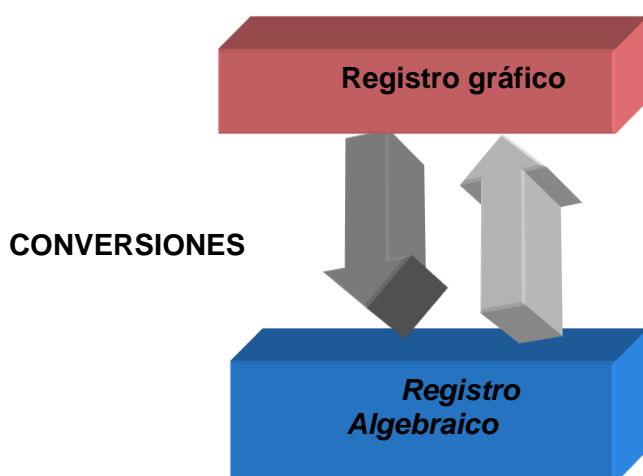 Registro gráfico
CONVERSIONES
Registro
Algebraico